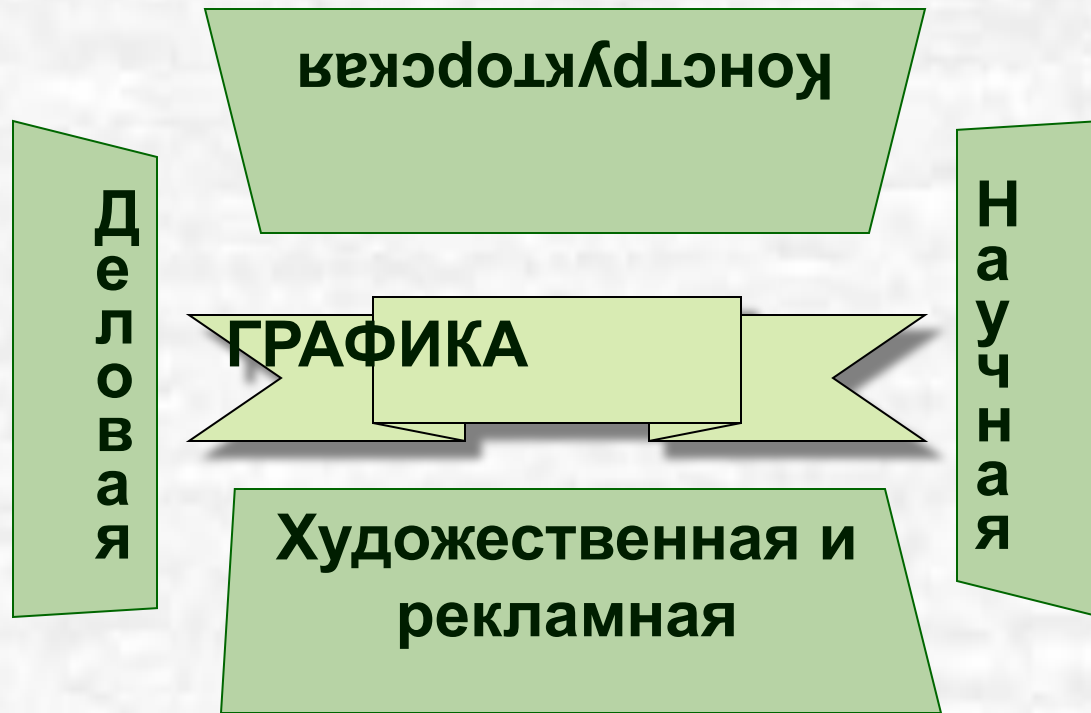 Конструкторская
Деловая
ГРАФИКА
Научная
Художественная и
рекламная